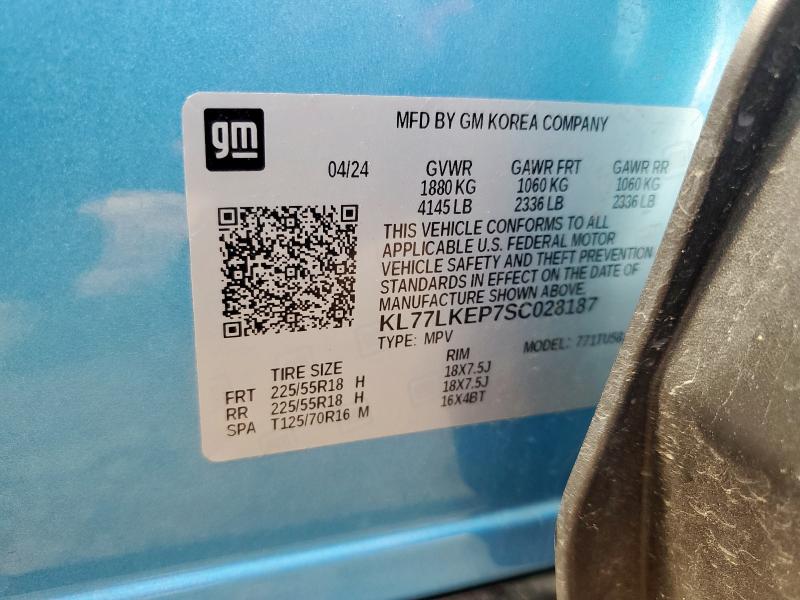 gm
MFD BY GM KOREA COMPANY
04/24 GVWR GAWR FRT GAWR RR
1880 KG 1060 KG 1060 KG
4145 LB 2336 LB 2336 LB
THIS VEHICLE CONFORMS TO ALL
APPLICABLE U.S. FEDERAL MOTOR
VEHICLE SAFETY AND THEFT PREVENTION
STANDARDS IN EFFECT ON THE DATE OF
MANUFACTURE SHOWN ABOVE.
KL77LKEP7SC028187
TYPE: MPV MODEL:
TIRE SIZE RIM
FRT 225/55R18 H 18X7.5J
RR 225/55R18 H 18X7.5J
SPA T125/70R16 M 16X4BT